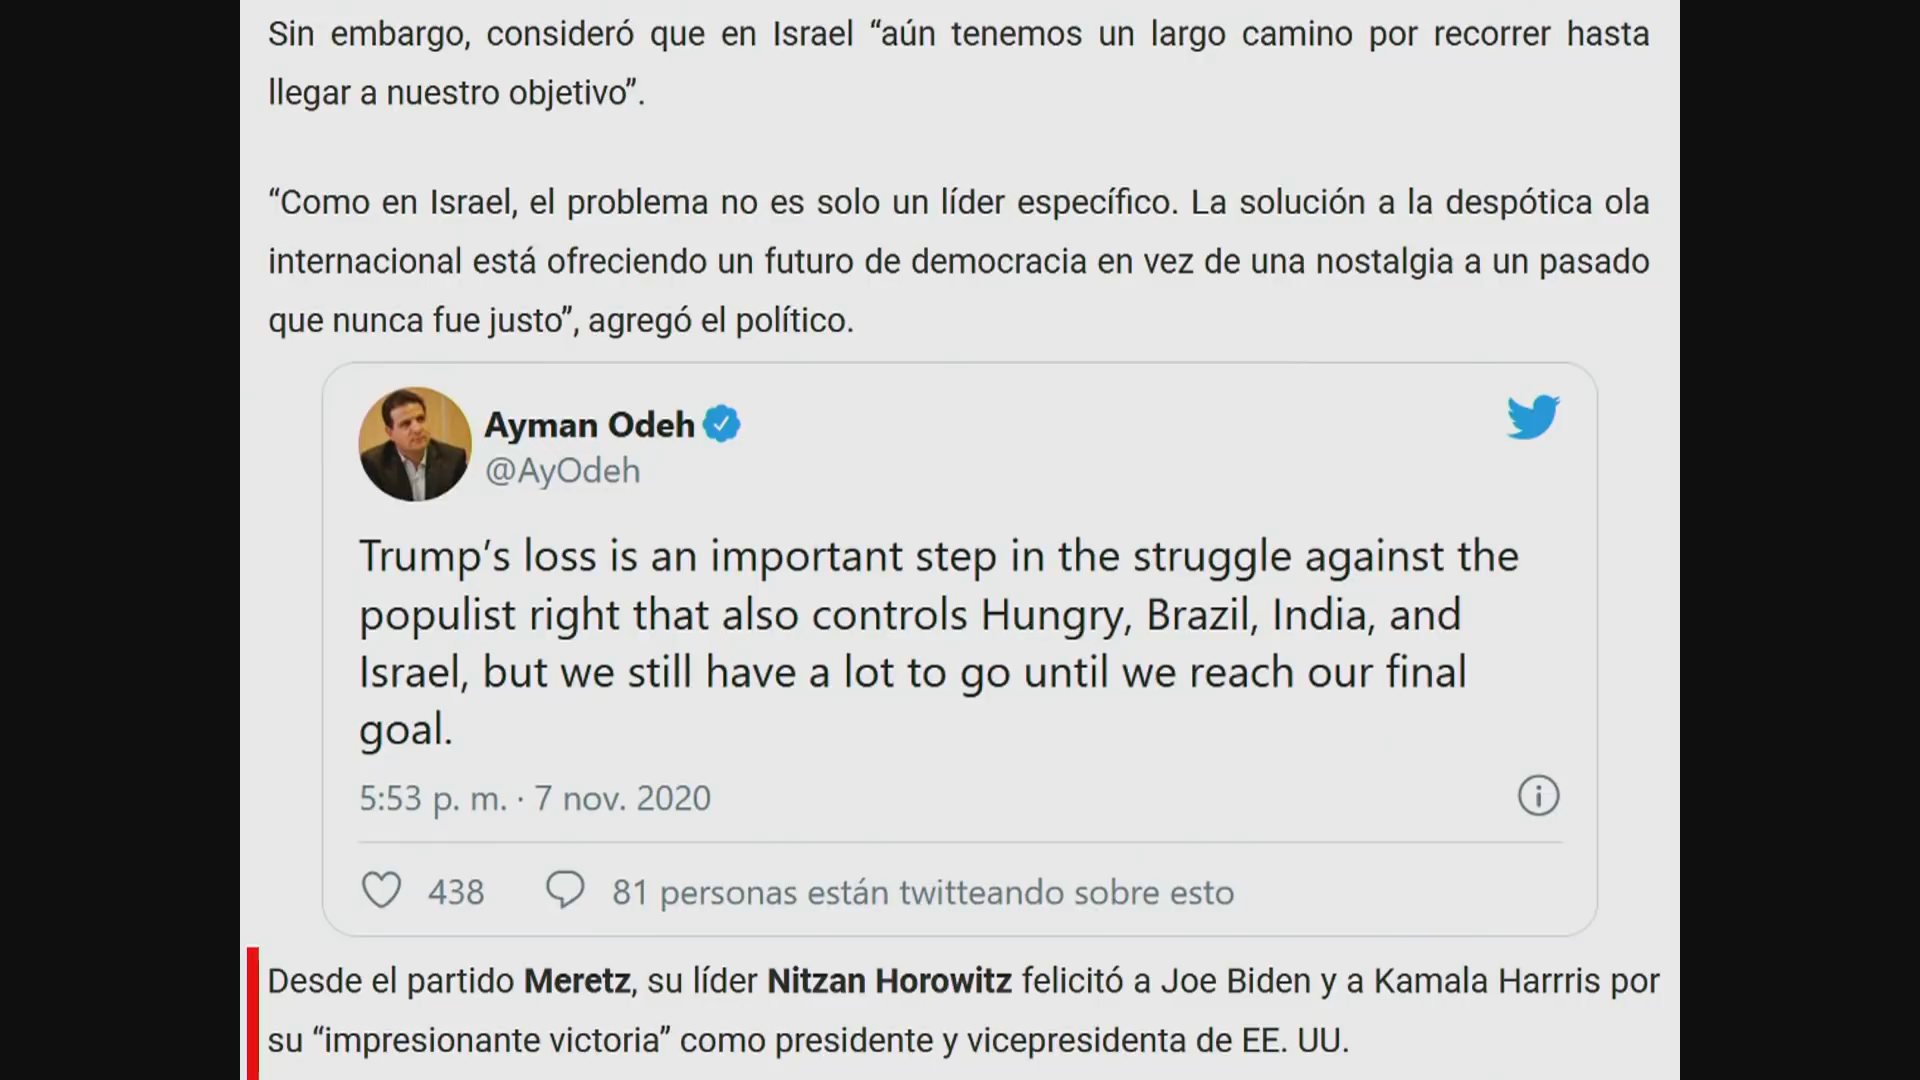 Sin embargo, consideró que en Israel “aún tenemos un largo camino por recorrer hasta
llegar a nuestro objetivo”.
“Como en Israel, el problema no es solo un líder específico. La solución a la despótica ola
internacional está ofreciendo un futuro de democracia en vez de una nostalgia a un pasado
que nunca fue justo”, agregó el político.
Ayman Odeh
@AyOdeh
Trump’s loss is an important step in the struggle against the
populist right that also controls Hungry, Brazil, India, and
Israel, but we still have a lot to go until we reach our final
goal.
5:53 p. m. · 7 nov. 2020
438 81 personas están twitteando sobre esto
Desde el partido Meretz, su líder Nitzan Horowitz felicitó a Joe Biden y a Kamala Harrris por
su “impresionante victoria” como presidente y vicepresidenta de EE. UU.